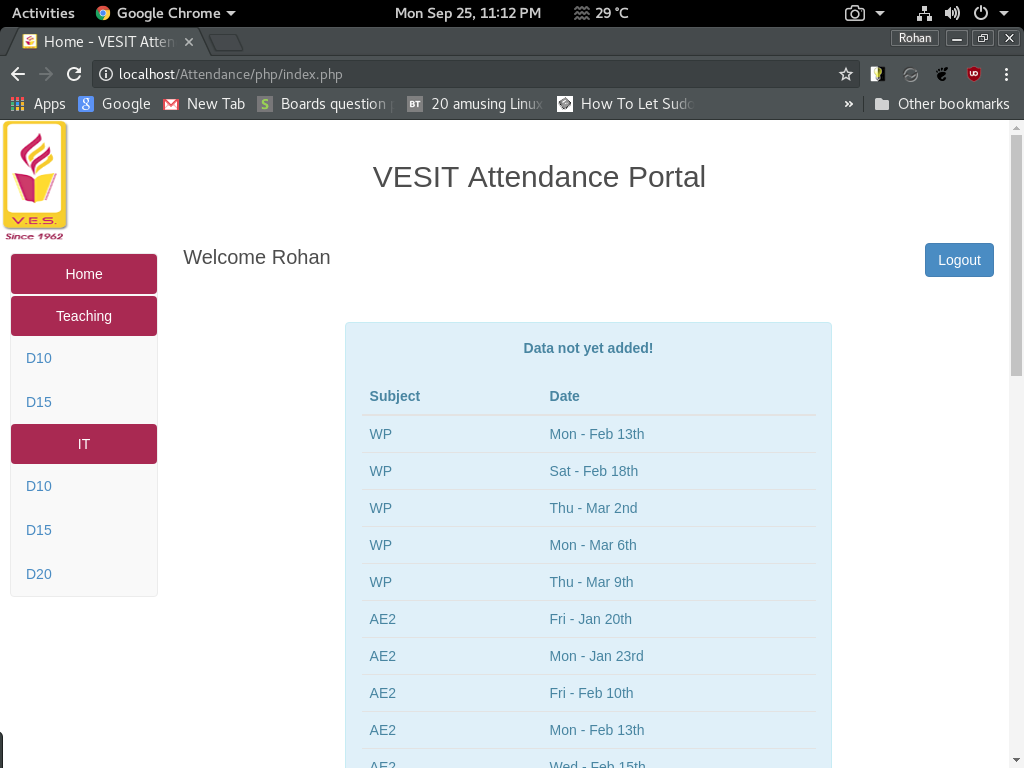 Activities Google Chrome Mon Sep 25, 11:12 PM 29 °C
Home - VESIT Atten Rohan
localhost/Attendance/php/index.php
Apps Google New Tab Boards question 20 amusing Linux How To Let Sudo » Other bookmarks
V.E.S.
Since 1962
VESIT Attendance Portal
Welcome Rohan
Logout
Home
Teaching
D10
D15
IT
D10
D15
D20
Data not yet added!
Subject Date
WP Mon - Feb 13th
WP Sat - Feb 18th
WP Thu - Mar 2nd
WP Mon - Mar 6th
WP Thu - Mar 9th
AE2 Fri - Jan 20th
AE2 Mon - Jan 23rd
AE2 Fri - Feb 10th
AE2 Mon - Feb 13th
AE2 Wed - Feb 15th